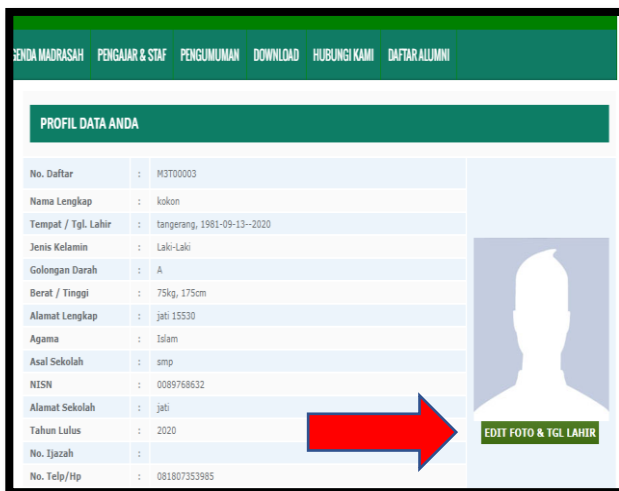 GENDA MADRASAH PENGAJAR & STAF PENGUMUMAN DOWNLOAD HUBUNGI KAMI DAFTAR ALUMNI
PROFIL DATA ANDA
No. Daftar : M3T00003
Nama Lengkap : kokon
Tempat / Tgl. Lahir : tangerang, 1981-09-13--2020
Jenis Kelamin : Laki-Laki
Golongan Darah : A
Berat / Tinggi : 75kg, 175cm
Alamat Lengkap : jati 15530
Agama : Islam
Asal Sekolah : smp
NISN : 0089768632
Alamat Sekolah : jati
Tahun Lulus : 2020
No. Ijazah :
No. Telp/Hp : 081807353985
EDIT FOTO & TGL LAHIR